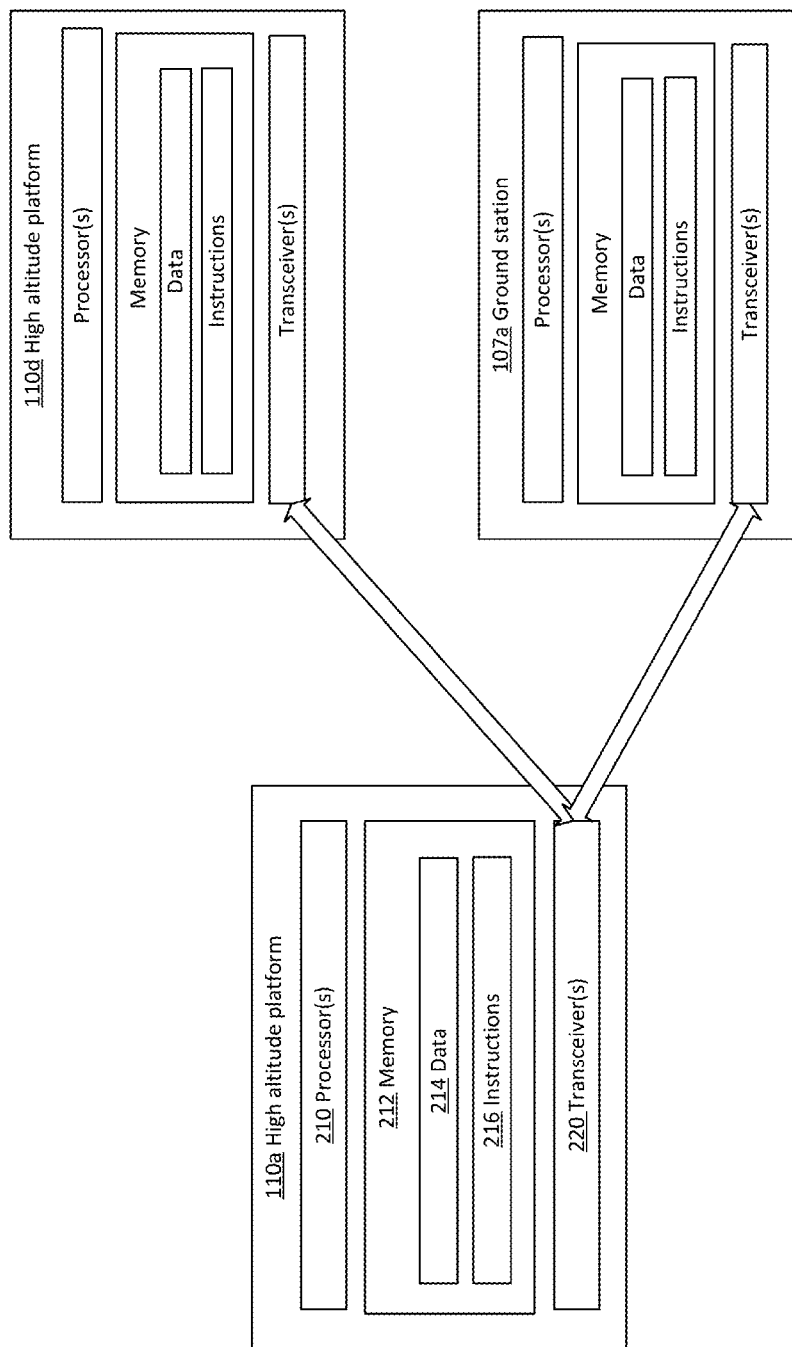 110a High altitude platform
210 Processor(s)
212 Memory
214 Data
216 Instructions
220 Transceiver(s)
110d High altitude platform
Processor(s)
Memory
Data
Instructions
Transceiver(s)
107a Ground station
Processor(s)
Memory
Data
Instructions
Transceiver(s)